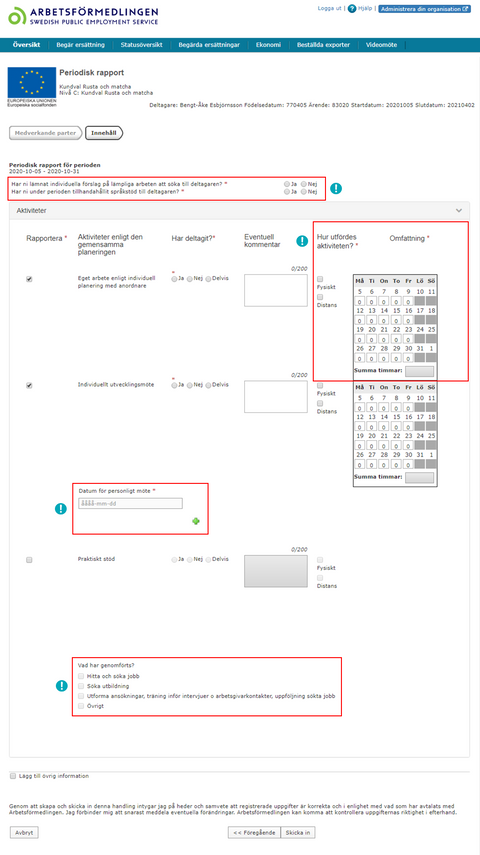 ARBETSFÖRMEDLINGEN
SWEDISH PUBLIC EMPLOYMENT SERVICE
Logga ut | ? Hjälp | Administrera din organisation
Översikt Begär ersättning Statusöversikt Begärda ersättningar Ekonomi Beställda exporter Videomöte
Periodisk rapport
Kundval Rusta och matcha
Nivå C: Kundval Rusta och matcha
EUROPEISKA UNIONEN
Europeiska socialfonden
Deltagare: Bengt-Åke Esbjörnsson Födelsedatum: 770405 Ärende: 83020 Startdatum: 20201005 Slutdatum: 20210402
Medverkande parter Innehåll
Periodisk rapport för perioden
2020-10-05 - 2020-10-31
Har ni lämnat individuella förslag på lämpliga arbeten att söka till deltagaren? * Ja Nej
Har ni under perioden tillhandahållit språkstöd till deltagaren? * Ja Nej
!
Aktiviteter
Rapportera * Aktiviteter enligt den gemensamma planeringen Har deltagit? * Eventuell kommentar ! Hur utfördes aktiviteten? * Omfattning *
0/200
Eget arbete enligt individuell planering med anordnare * Ja Nej Delvis Fysiskt Distans
Må Ti On To Fr Lö Sö
5 6 7 8 9 10 11
0 0 0 0 0
12 13 14 15 16 17 18
0 0 0 0 0
19 20 21 22 23 24 25
0 0 0 0 0
26 27 28 29 30 31 1
0 0 0 0 0
Summa timmar:
0/200
Individuellt utvecklingsmöte * Ja Nej Delvis Fysiskt Distans
Må Ti On To Fr Lö Sö
5 6 7 8 9 10 11
0 0 0 0 0
12 13 14 15 16 17 18
0 0 0 0 0
19 20 21 22 23 24 25
0 0 0 0 0
26 27 28 29 30 31 1
0 0 0 0 0
Summa timmar:
Datum för personligt möte *
! åååå-mm-dd
0/200
Praktiskt stöd Ja Nej Delvis Fysiskt
Distans
Vad har genomförts?
Hitta och söka jobb
! Söka utbildning
Utforma ansökningar, träning inför intervjuer o arbetsgivarkontakter, uppföljning sökta jobb
Övrigt
Lägg till övrig information
Genom att skapa och skicka in denna handling intygar jag på heder och samvete att registrerade uppgifter är korrekta och i enlighet med vad som har avtalats med
Arbetsförmedlingen. Jag förbinder mig att snarast meddela eventuella förändringar. Arbetsförmedlingen kan komma att kontrollera uppgifternas riktighet i efterhand.
Avbryt << Föregående Skicka in